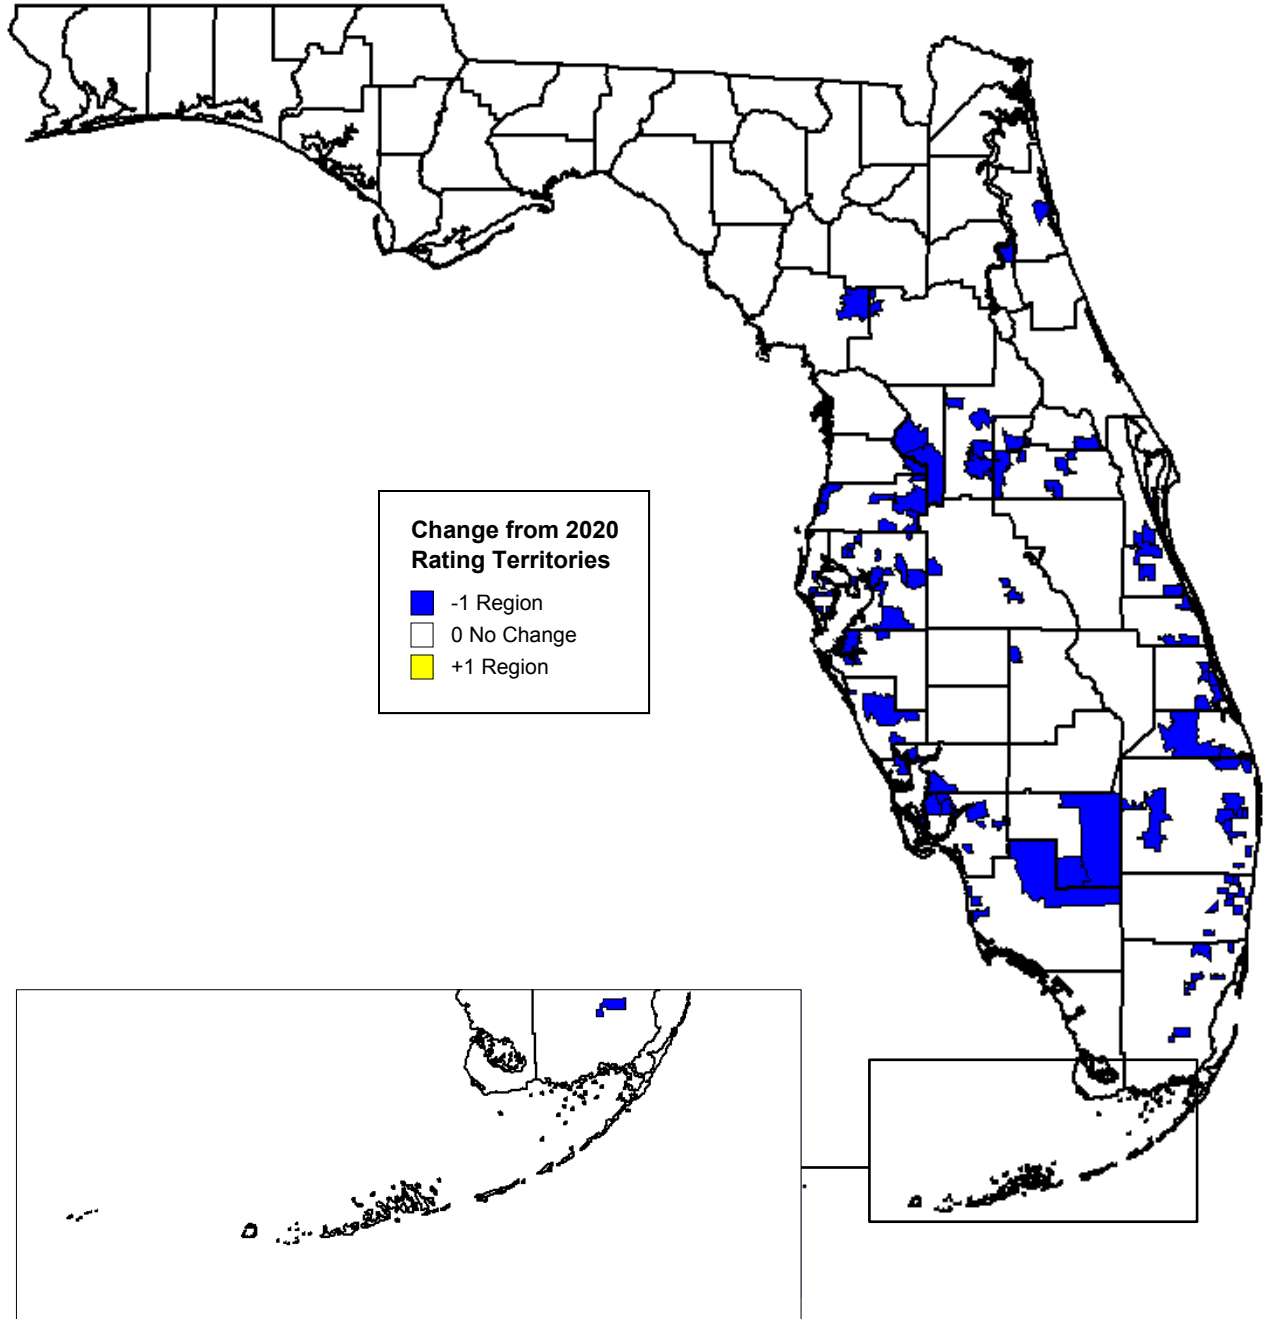 Change from 2020
Rating Territories
-1 Region
0 No Change
+1 Region